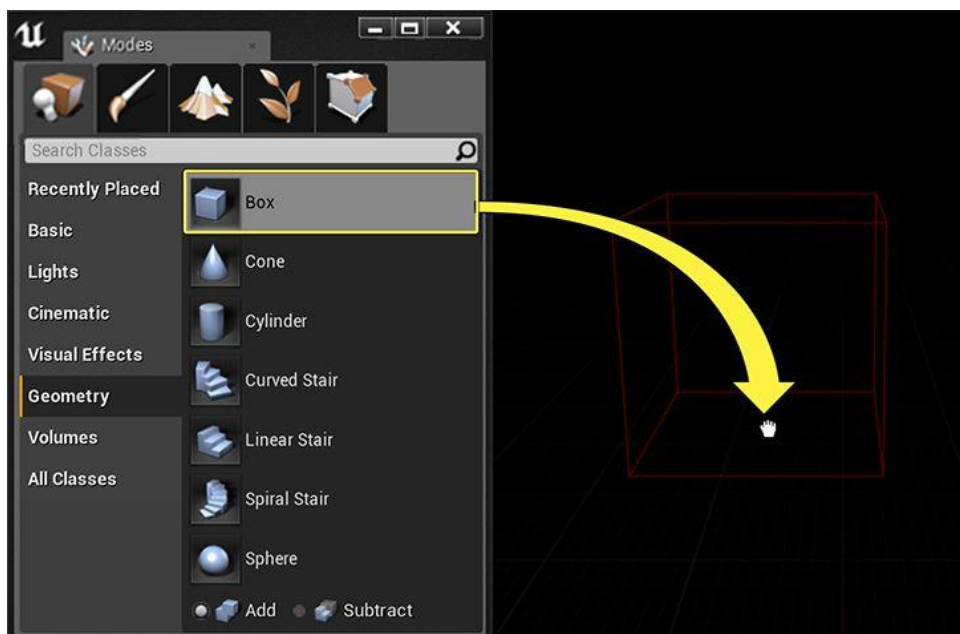 Modes
Search Classes
Recently Placed
Basic
Lights
Cinematic
Visual Effects
Geometry
Volumes
All Classes
Box
Cone
Cylinder
Curved Stair
Linear Stair
Spiral Stair
Sphere
Add Subtract